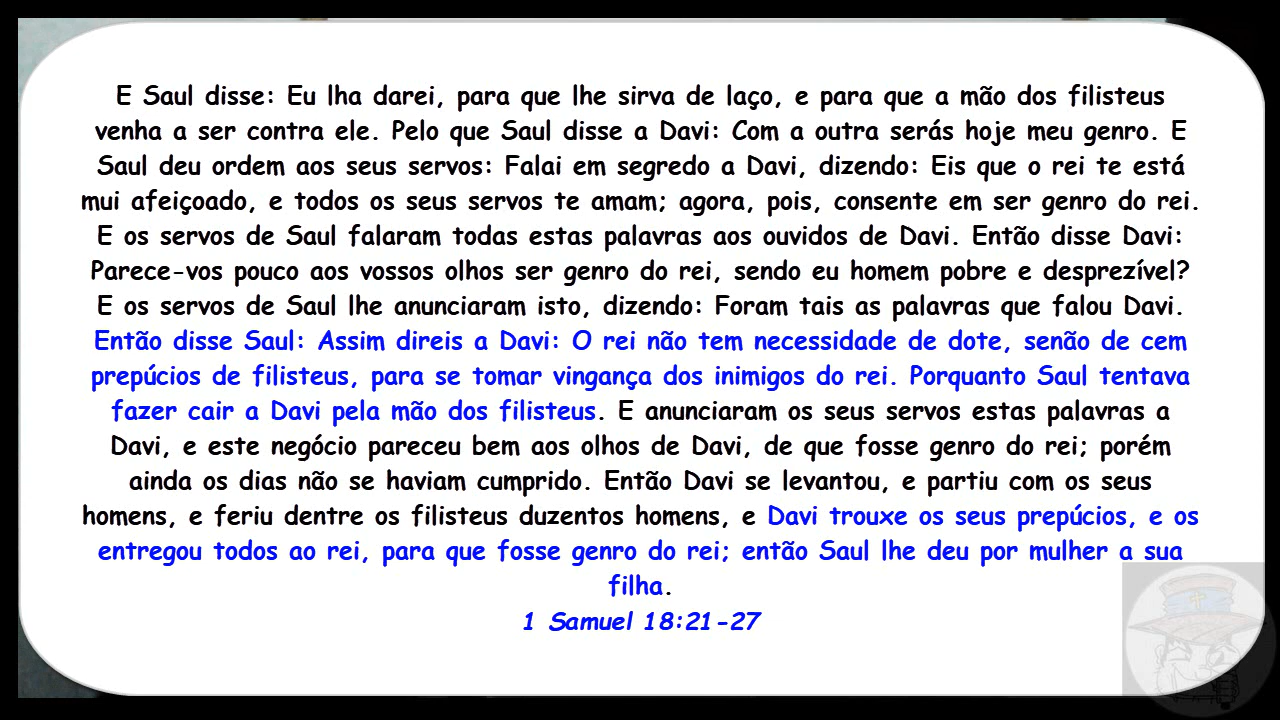 E Saul disse: Eu lha darei, para que lhe sirva de laço, e para que a mão dos filisteus
venha a ser contra ele. Pelo que Saul disse a Davi: Com a outra serás hoje meu genro. E
Saul deu ordem aos seus servos: Falai em segredo a Davi, dizendo: Eis que o rei te está
mui afeiçoado, e todos os seus servos te amam; agora, pois, consente em ser genro do rei.
E os servos de Saul falaram todas estas palavras aos ouvidos de Davi. Então disse Davi:
Parece-vos pouco aos vossos olhos ser genro do rei, sendo eu homem pobre e desprezível?
E os servos de Saul lhe anunciaram isto, dizendo: Foram tais as palavras que falou Davi.
Então disse Saul: Assim direis a Davi: O rei não tem necessidade de dote, senão de cem
prepúcios de filisteus, para se tomar vingança dos inimigos do rei. Porquanto Saul tentava
fazer cair a Davi pela mão dos filisteus. E anunciaram os seus servos estas palavras a
Davi, e este negócio pareceu bem aos olhos de Davi, de que fosse genro do rei; porém
ainda os dias não se haviam cumprido. Então Davi se levantou, e partiu com os seus
homens, e feriu dentre os filisteus duzentos homens, e Davi trouxe os seus prepúcios, e os
entregou todos ao rei, para que fosse genro do rei; então Saul lhe deu por mulher a sua
filha.
1 Samuel 18:21-27